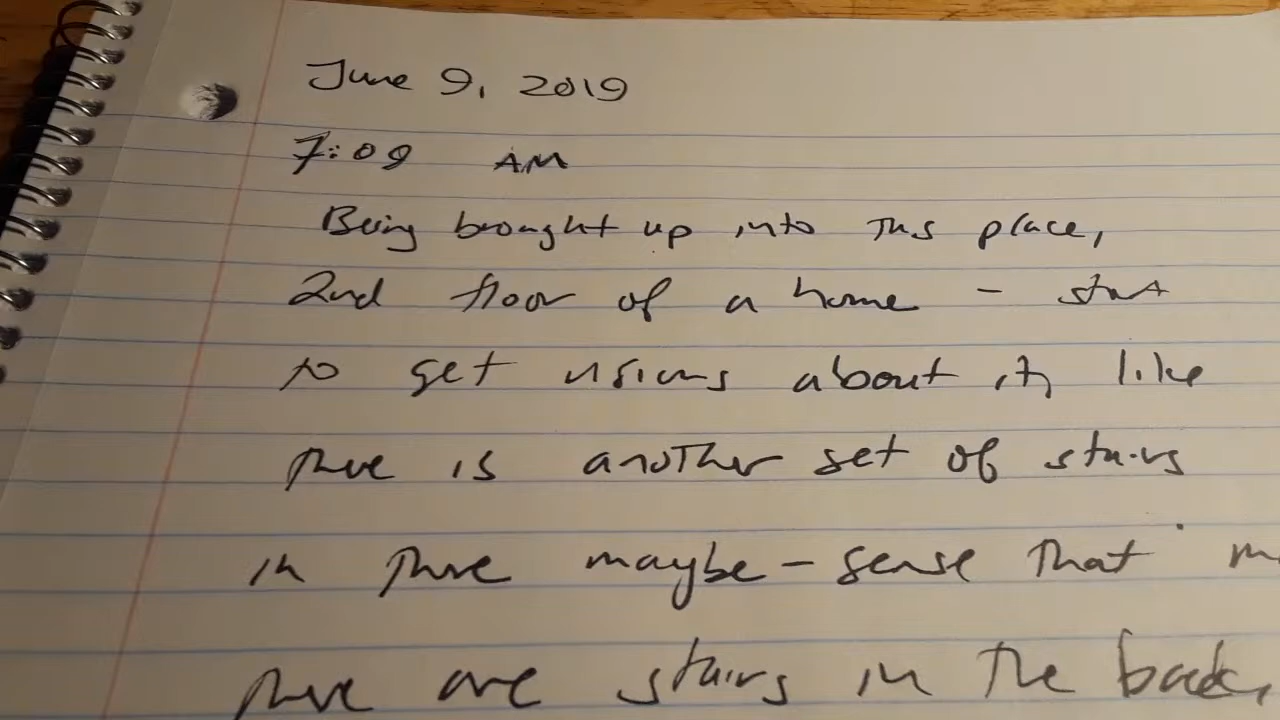 June 9, 2019
7:09 AM
Being brought up into this place,
2nd floor of a home - start
to get visions about it, like
there is another set of stairs
in there maybe - sense that
there are stairs in the back,